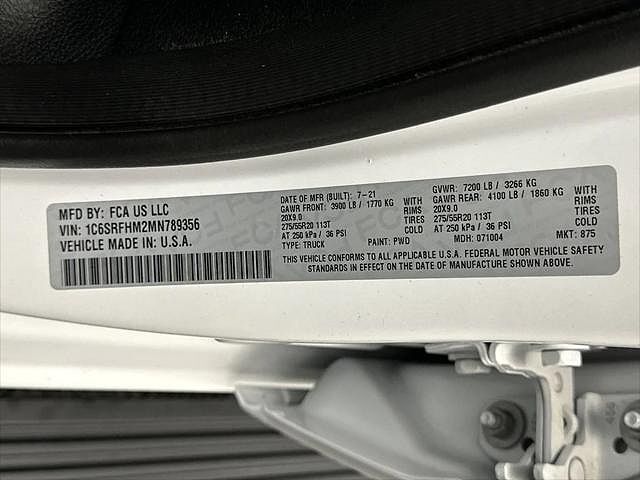 MFD BY: FCA US LLC
VIN: 1C6SRFHM2MN789356
VEHICLE MADE IN U.S.A.
DATE OF MFR (BUILT): 7-21
GAWR FRONT: 3900 LB / 1770 KG WITH
20X9.0 RIMS
275/55R20 113T TIRES
AT 250 kPa / 36 PSI COLD
TYPE: TRUCK PAINT: PWD
GVWR: 7200 LB / 3266 KG
GAWR REAR: 4100 LB / 1860 KG WITH
20X9.0 RIMS
275/55R20 113T TIRES
AT 250 kPa / 36 PSI COLD
MDH: 071004 MKT: 875
THIS VEHICLE CONFORMS TO ALL APPLICABLE U.S.A. FEDERAL MOTOR VEHICLE SAFETY
STANDARDS IN EFFECT ON THE DATE OF MANUFACTURE SHOWN ABOVE.